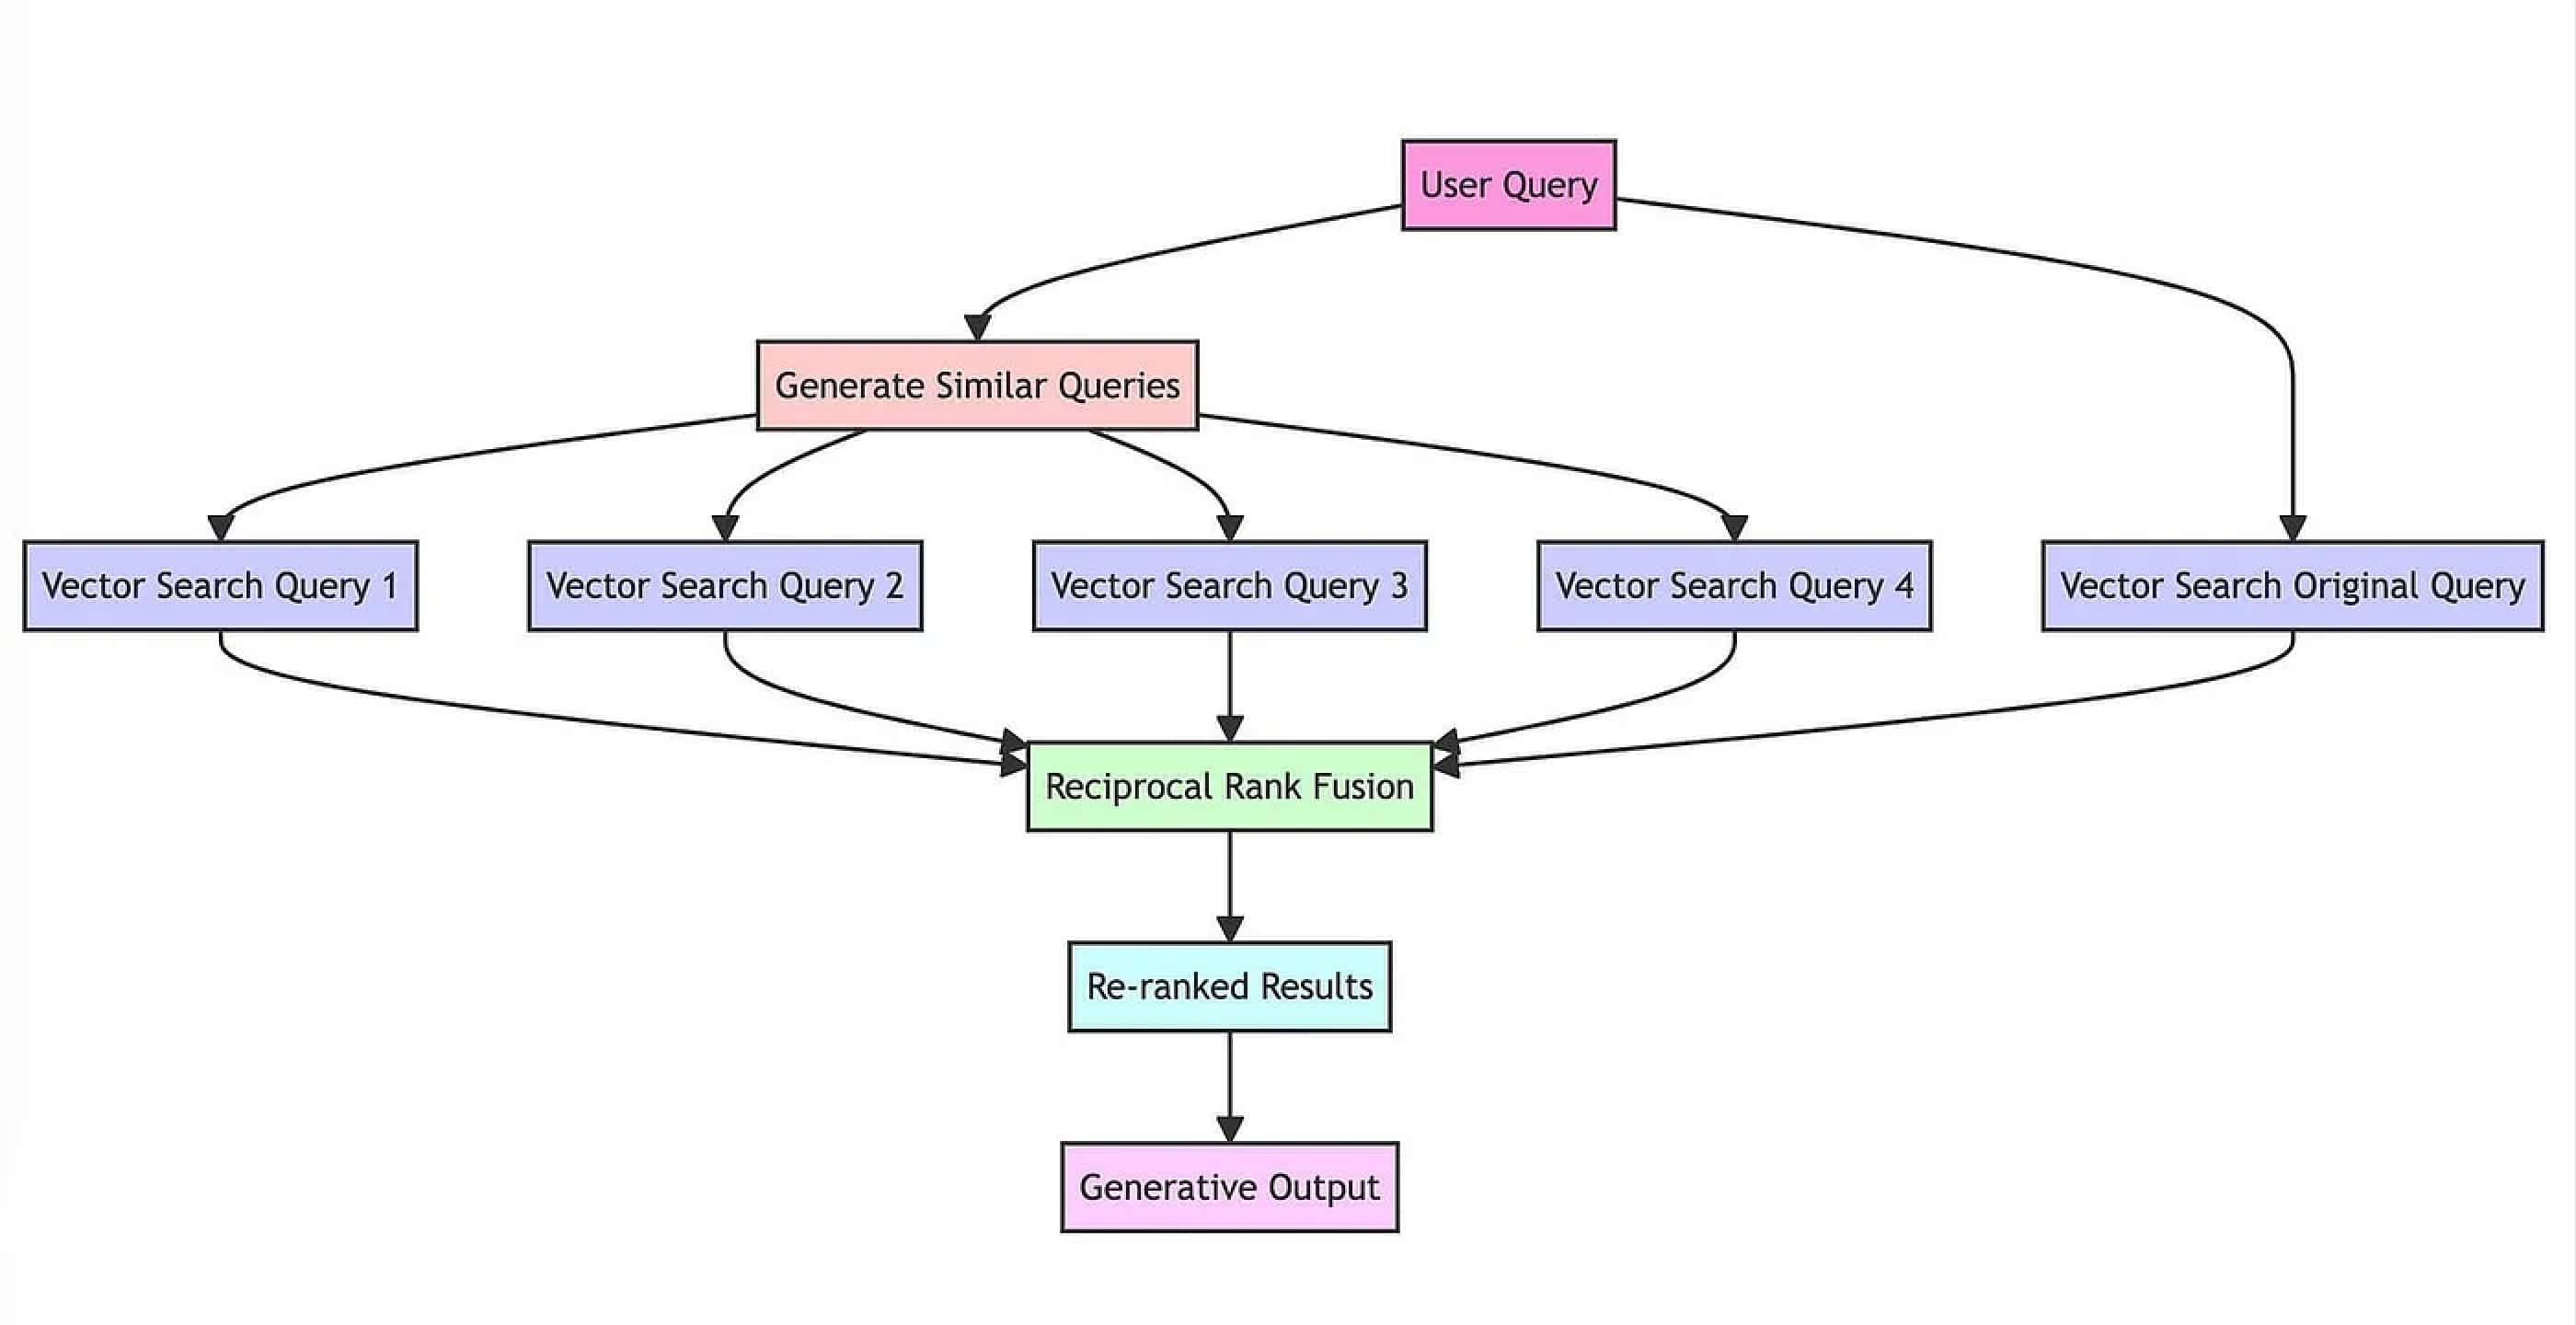 User Query
Generate Similar Queries
Vector Search Query 1
Vector Search Query 2
Vector Search Query 3
Vector Search Query 4
Vector Search Original Query
Reciprocal Rank Fusion
Re-ranked Results
Generative Output